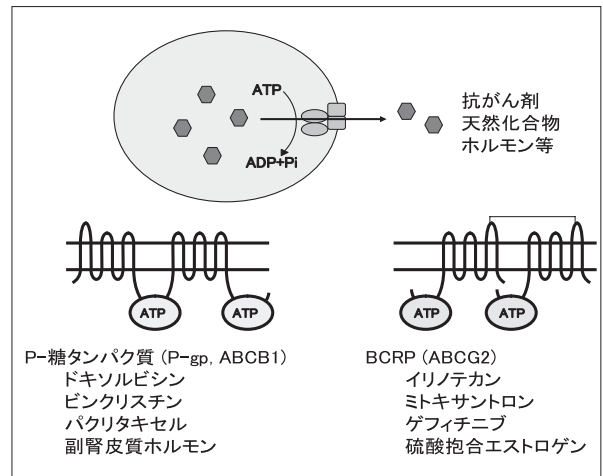 ATP
ADP+Pi
抗がん剤
天然化合物
ホルモン等
ATP
ATP
ATP
ATP
P-糖タンパク質 (P-gp, ABCB1)
ドキソルビシン
ビンクリスチン
パクリタキセル
副腎皮質ホルモン
BCRP (ABCG2)
イリノテカン
ミトキサントロン
ゲフィチニブ
硫酸抱合エストロゲン